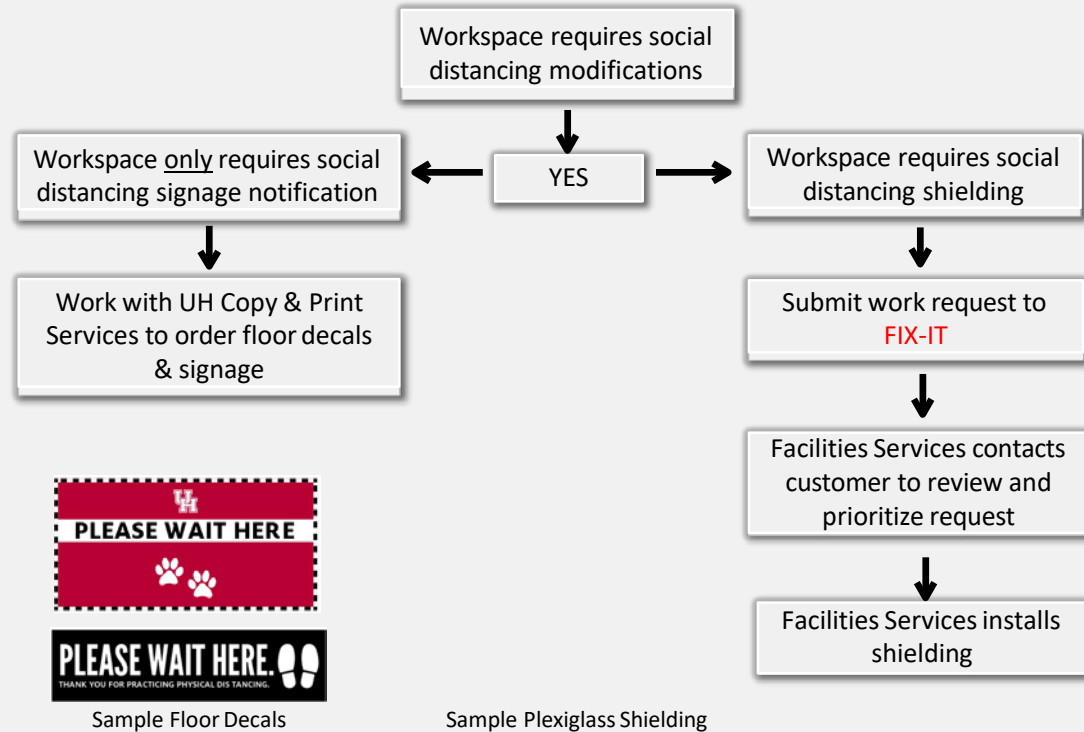 Workspace requires social
distancing modifications
YES
Workspace only requires social
distancing signage notification
Work with UH Copy & Print
Services to order floor decals
& signage
Workspace requires social
distancing shielding
Submit work request to
FIX-IT
Facilities Services contacts
customer to review and
prioritize request
Facilities Services installs
shielding
UH
PLEASE WAIT HERE
PLEASE WAIT HERE.
THANK YOU FOR PRACTICING PHYSICAL DIS TANCING.
Sample Floor Decals
Sample Plexiglass Shielding